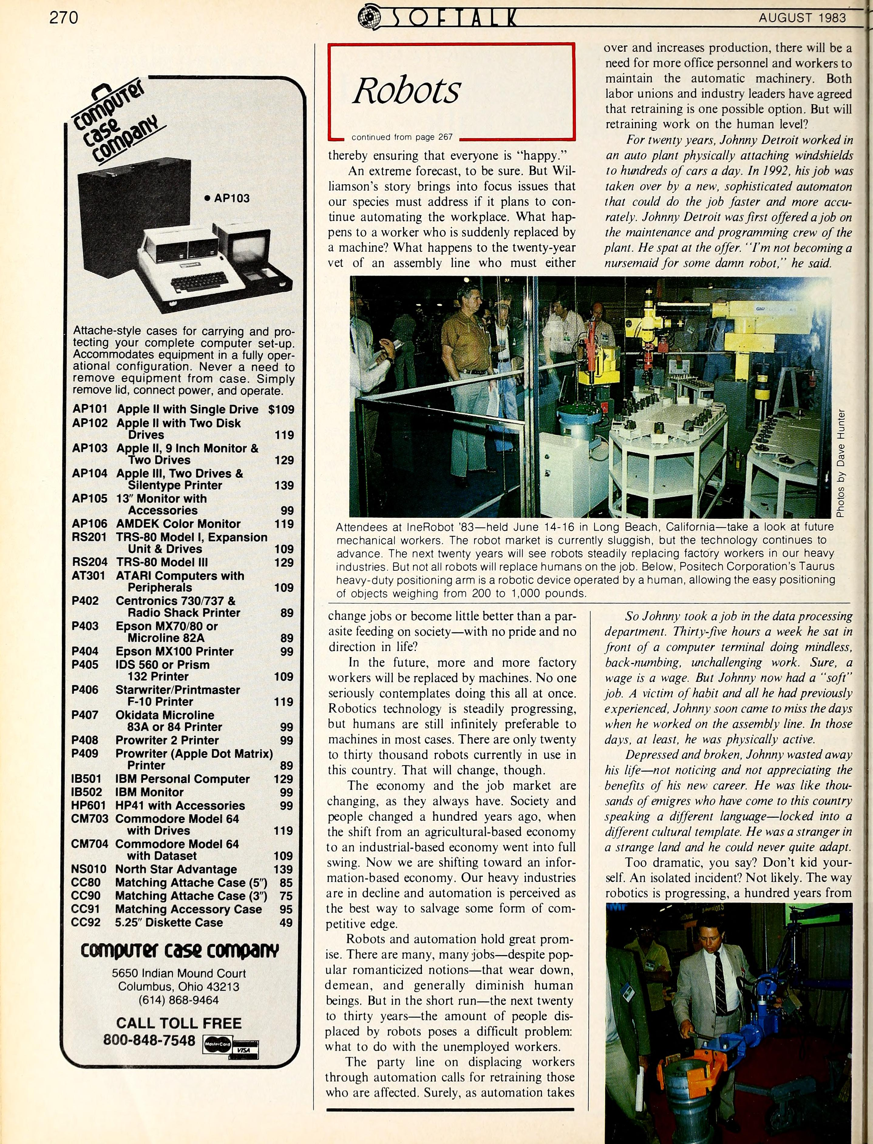 270
SOFTALK
AUGUST 1983
computer
case
company
• AP103
Attache-style cases for carrying and pro-
tecting your complete computer set-up.
Accommodates equipment in a fully oper-
ational configuration. Never a need to
remove equipment from case. Simply
remove lid, connect power, and operate.
AP101 Apple II with Single Drive $109
AP102 Apple II with Two Disk
Drives 119
AP103 Apple II, 9 Inch Monitor &
Two Drives 129
AP104 Apple III, Two Drives &
Silentype Printer 139
AP105 13" Monitor with
Accessories 99
AP106 AMDEK Color Monitor 119
RS201 TRS-80 Model I, Expansion
Unit & Drives 109
RS204 TRS-80 Model III 129
AT301 ATARI Computers with
Peripherals 109
P402 Centronics 730/737 &
Radio Shack Printer 89
P403 Epson MX70/80 or
Microline 82A 89
P404 Epson MX100 Printer 99
P405 IDS 560 or Prism
132 Printer 109
P406 Starwriter/Printmaster
F-10 Printer 119
P407 Okidata Microline
83A or 84 Printer 99
P408 Prowriter 2 Printer 99
P409 Prowriter (Apple Dot Matrix)
Printer 89
IB501 IBM Personal Computer 129
IB502 IBM Monitor 99
HP601 HP41 with Accessories 99
CM703 Commodore Model 64
with Drives 119
CM704 Commodore Model 64
with Dataset 109
NS010 North Star Advantage 139
CC80 Matching Attache Case (5") 85
CC90 Matching Attache Case (3") 75
CC91 Matching Accessory Case 95
CC92 5.25" Diskette Case 49
computer case company
5650 Indian Mound Court
Columbus, Ohio 43213
(614) 868-9464
CALL TOLL FREE
800-848-7548
MasterCard
VISA
Robots
continued from page 267
thereby ensuring that everyone is "happy."
An extreme forecast, to be sure. But Wil-
liamson's story brings into focus issues that
our species must address if it plans to con-
tinue automating the workplace. What hap-
pens to a worker who is suddenly replaced by
a machine? What happens to the twenty-year
vet of an assembly line who must either
over and increases production, there will be a
need for more office personnel and workers to
maintain the automatic machinery. Both
labor unions and industry leaders have agreed
that retraining is one possible option. But will
retraining work on the human level?
For twenty years, Johnny Detroit worked in
an auto plant physically attaching windshields
to hundreds of cars a day. In 1992, his job was
taken over by a new, sophisticated automaton
that could do the job faster and more accu-
rately. Johnny Detroit was first offered a job on
the maintenance and programming crew of the
plant. He spat at the offer. "I'm not becoming a
nursemaid for some damn robot," he said.
Photos by Dave Hunter
Attendees at IneRobot '83—held June 14-16 in Long Beach, California—take a look at future
mechanical workers. The robot market is currently sluggish, but the technology continues to
advance. The next twenty years will see robots steadily replacing factory workers in our heavy
industries. But not all robots will replace humans on the job. Below, Positech Corporation's Taurus
heavy-duty positioning arm is a robotic device operated by a human, allowing the easy positioning
of objects weighing from 200 to 1,000 pounds.
change jobs or become little better than a par-
asite feeding on society—with no pride and no
direction in life?
In the future, more and more factory
workers will be replaced by machines. No one
seriously contemplates doing this all at once.
Robotics technology is steadily progressing,
but humans are still infinitely preferable to
machines in most cases. There are only twenty
to thirty thousand robots currently in use in
this country. That will change, though.
The economy and the job market are
changing, as they always have. Society and
people changed a hundred years ago, when
the shift from an agricultural-based economy
to an industrial-based economy went into full
swing. Now we are shifting toward an infor-
mation-based economy. Our heavy industries
are in decline and automation is perceived as
the best way to salvage some form of com-
petitive edge.
Robots and automation hold great prom-
ise. There are many, many jobs—despite pop-
ular romanticized notions—that wear down,
demean, and generally diminish human
beings. But in the short run—the next twenty
to thirty years—the amount of people dis-
placed by robots poses a difficult problem:
what to do with the unemployed workers.
The party line on displacing workers
through automation calls for retraining those
who are affected. Surely, as automation takes
So Johnny took a job in the data processing
department. Thirty-five hours a week he sat in
front of a computer terminal doing mindless,
back-numbing, unchallenging work. Sure, a
wage is a wage. But Johnny now had a "soft"
job. A victim of habit and all he had previously
experienced, Johnny soon came to miss the days
when he worked on the assembly line. In those
days, at least, he was physically active.
Depressed and broken, Johnny wasted away
his life—not noticing and not appreciating the
benefits of his new career. He was like thou-
sands of emigres who have come to this country
speaking a different language—locked into a
different cultural template. He was a stranger in
a strange land and he could never quite adapt.
Too dramatic, you say? Don't kid your-
self. An isolated incident? Not likely. The way
robotics is progressing, a hundred years from